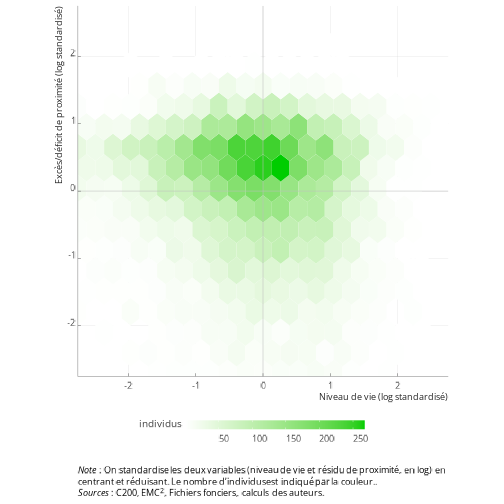 Excès/déficit de proximité (log standardisé)
2
1
0
-1
-2
-2 -1 0 1 2
Niveau de vie (log standardisé)
individus
50 100 150 200 250
Note : On standardise les deux variables (niveau de vie et résidu de proximité, en log) en
centrant et réduisant. Le nombre d'individus est indiqué par la couleur..
Sources : C200, EMC², Fichiers fonciers, calculs des auteurs.